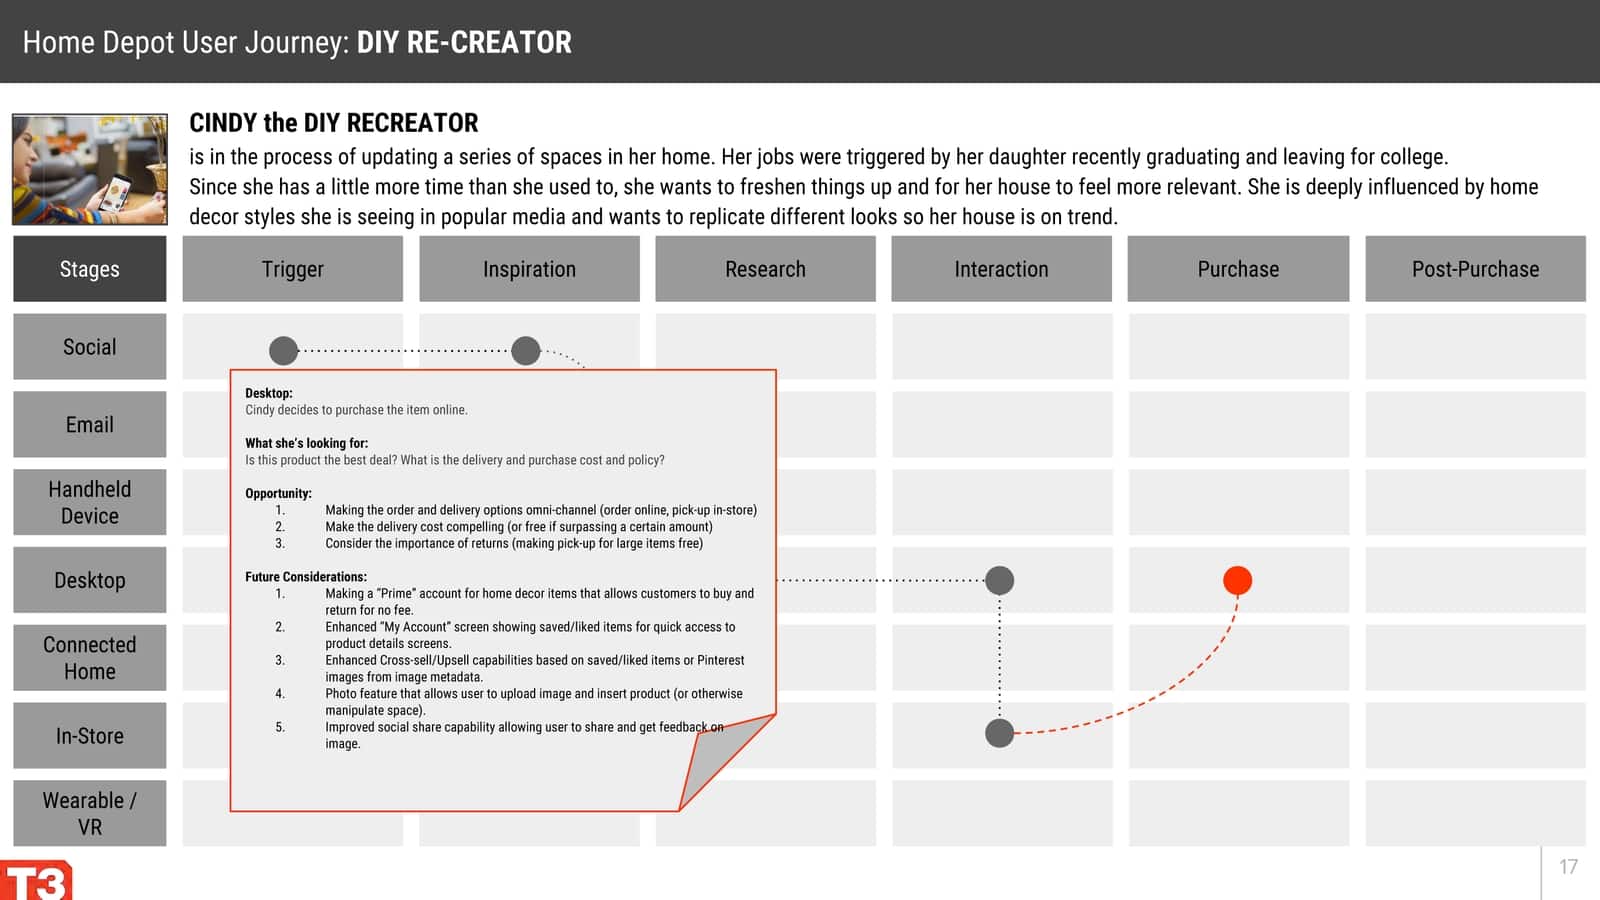 Home Depot User Journey: DIY RE-CREATOR
CINDY the DIY RECREATOR
is in the process of updating a series of spaces in her home. Her jobs were triggered by her daughter recently graduating and leaving for college.
Since she has a little more time than she used to, she wants to freshen things up and for her house to feel more relevant. She is deeply influenced by home
decor styles she is seeing in popular media and wants to replicate different looks so her house is on trend.
Stages
Trigger
Inspiration
Research
Interaction
Purchase
Post-Purchase
Social
Email
Handheld
Device
Desktop
Connected
Home
In-Store
Wearable /
VR
Desktop:
Cindy decides to purchase the item online.
What she's looking for:
Is this product the best deal? What is the delivery and purchase cost and policy?
Opportunity:
1. Making the order and delivery options omni-channel (order online, pick-up in-store)
2. Make the delivery cost compelling (or free if surpassing a certain amount)
3. Consider the importance of returns (making pick-up for large items free)
Future Considerations:
1. Making a "Prime" account for home decor items that allows customers to buy and
return for no fee.
2. Enhanced "My Account" screen showing saved/liked items for quick access to
product details screens.
3. Enhanced Cross-sell/Upsell capabilities based on saved/liked items or Pinterest
images from image metadata.
4. Photo feature that allows user to upload image and insert product (or otherwise
manipulate space).
5. Improved social share capability allowing user to share and get feedback on
image.
T3
17